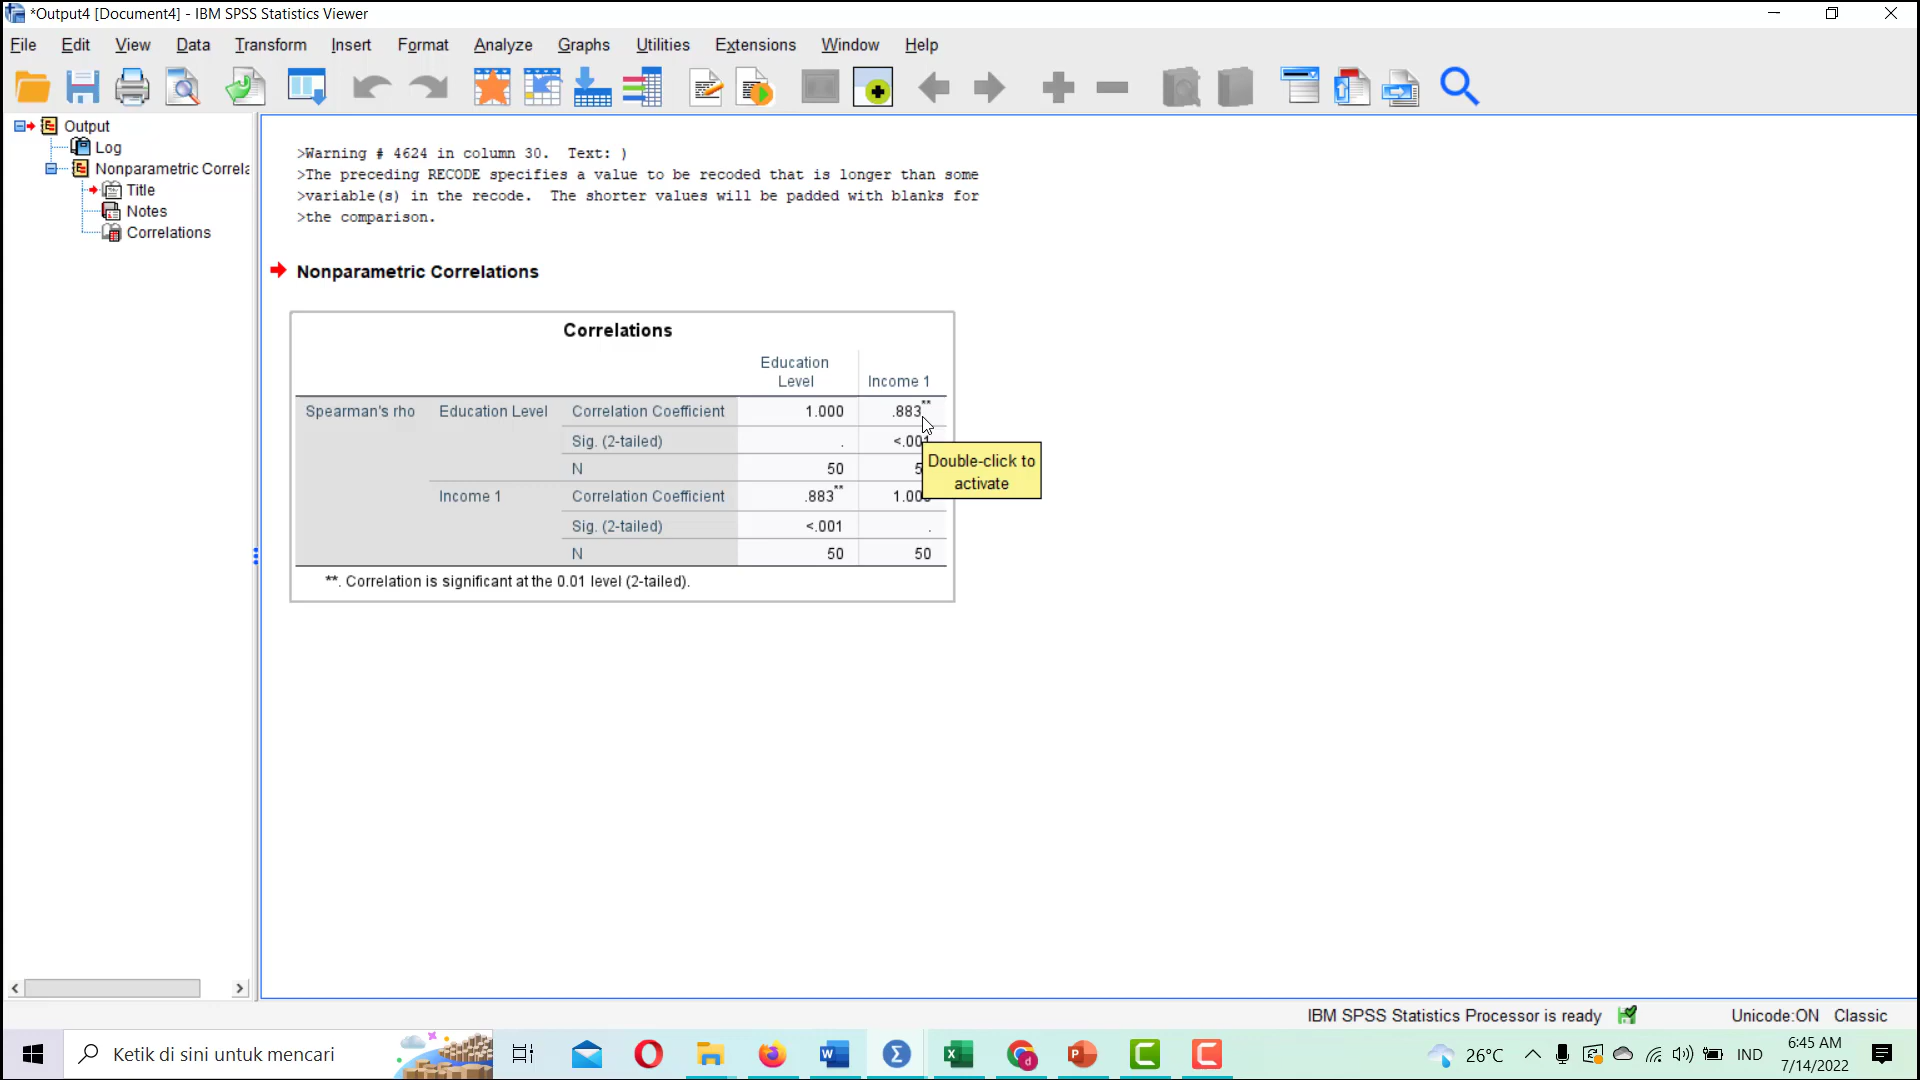 *Output4 [Document4] - IBM SPSS Statistics Viewer
File Edit View Data Transform Insert Format Analyze Graphs Utilities Extensions Window Help
Output
Log
Nonparametric Correla
Title
Notes
Correlations
>Warning # 4624 in column 30.  Text: )
>The preceding RECODE specifies a value to be recoded that is longer than some
>variable(s) in the recode.  The shorter values will be padded with blanks for
>the comparison.
Nonparametric Correlations
Correlations
Education Level Income 1
Spearman's rho Education Level Correlation Coefficient 1.000 .883**
Sig. (2-tailed) . <.001
N 50 5
Income 1 Correlation Coefficient .883** 1.000
Sig. (2-tailed) <.001 .
N 50 50
**. Correlation is significant at the 0.01 level (2-tailed).
Double-click to
activate
IBM SPSS Statistics Processor is ready Unicode:ON Classic
Ketik di sini untuk mencari 26°C IND 6:45 AM
7/14/2022